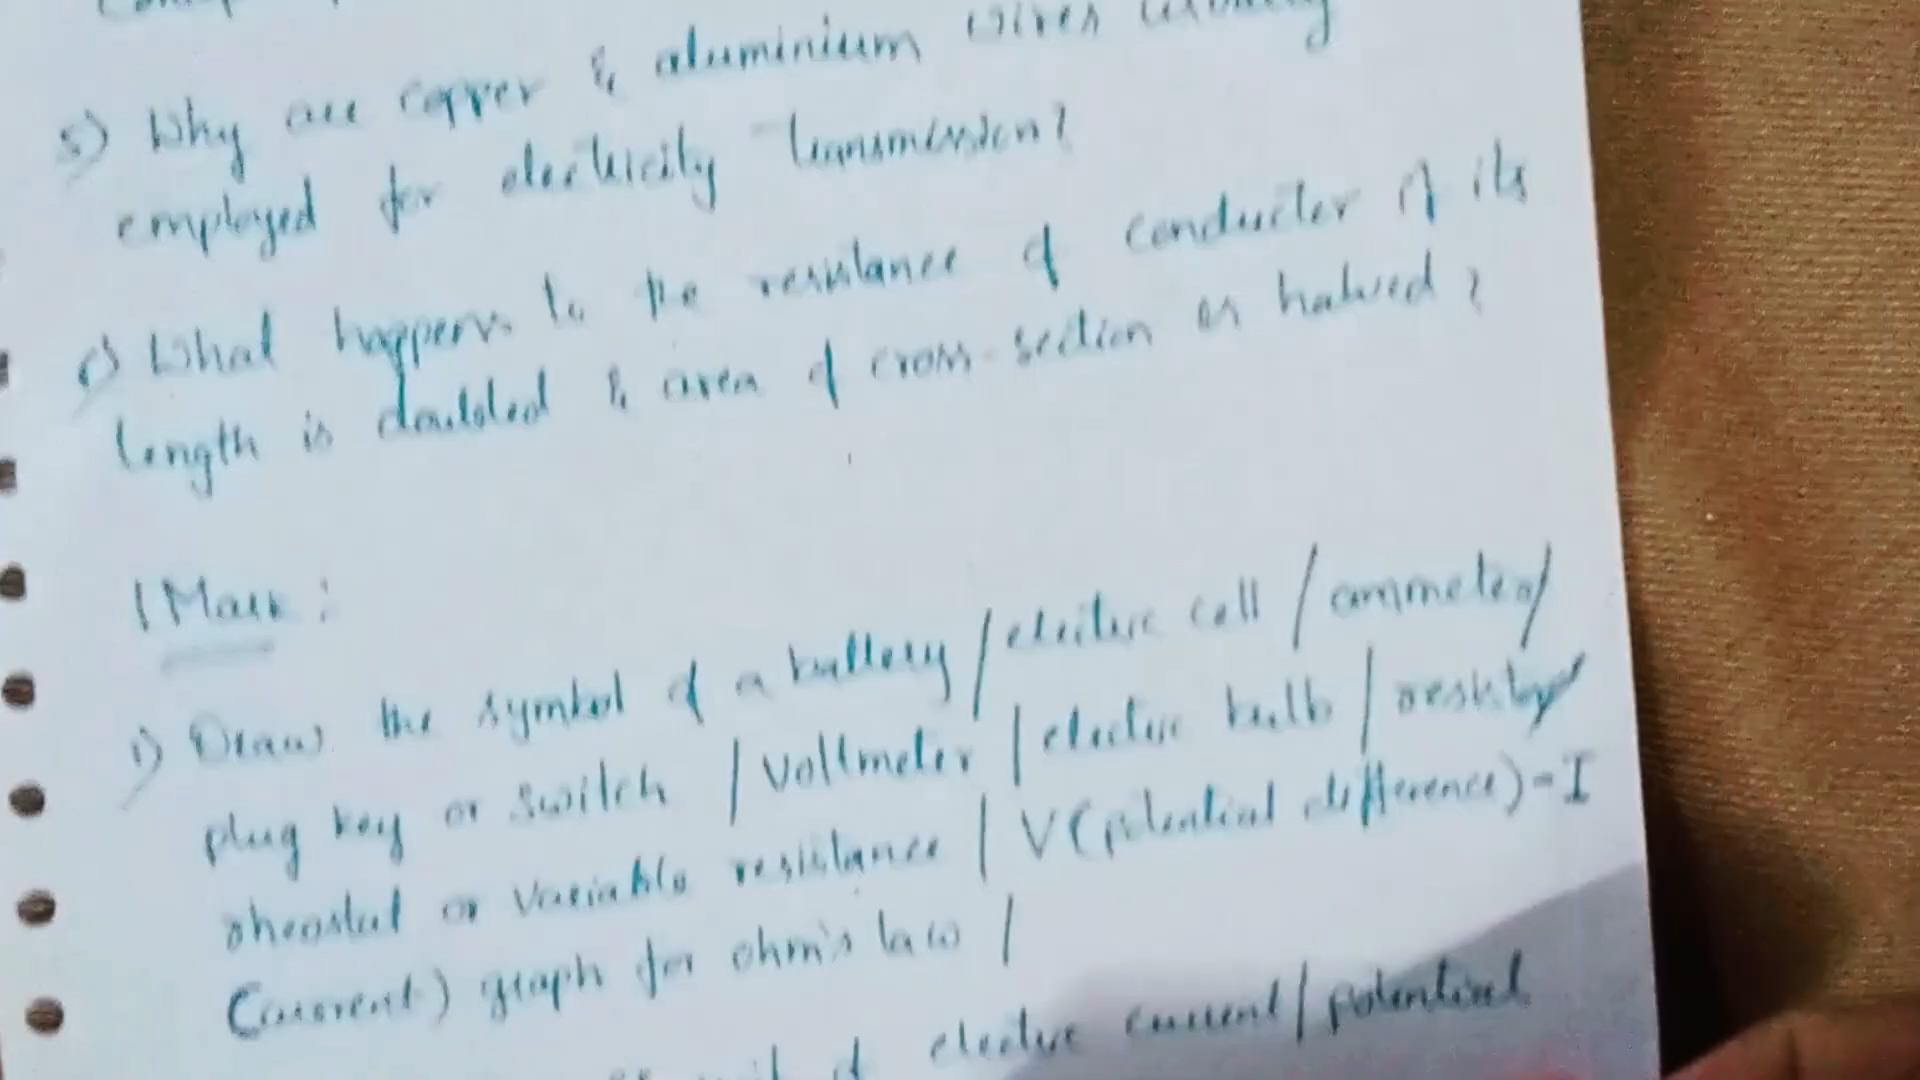 5) Why are copper & aluminium wires usually
employed for electricity transmission?
6) What happens to the resistance of conductor if its
length is doubled & area of cross-section is halved?
1 Mark:
1) Draw the symbol of a battery / electric cell / ammeter /
plug key or switch / voltmeter / electric bulb / resistor /
rheostat or variable resistance / V (potential difference) - I
(current) graph for ohm's law /
unit of electric current / potential